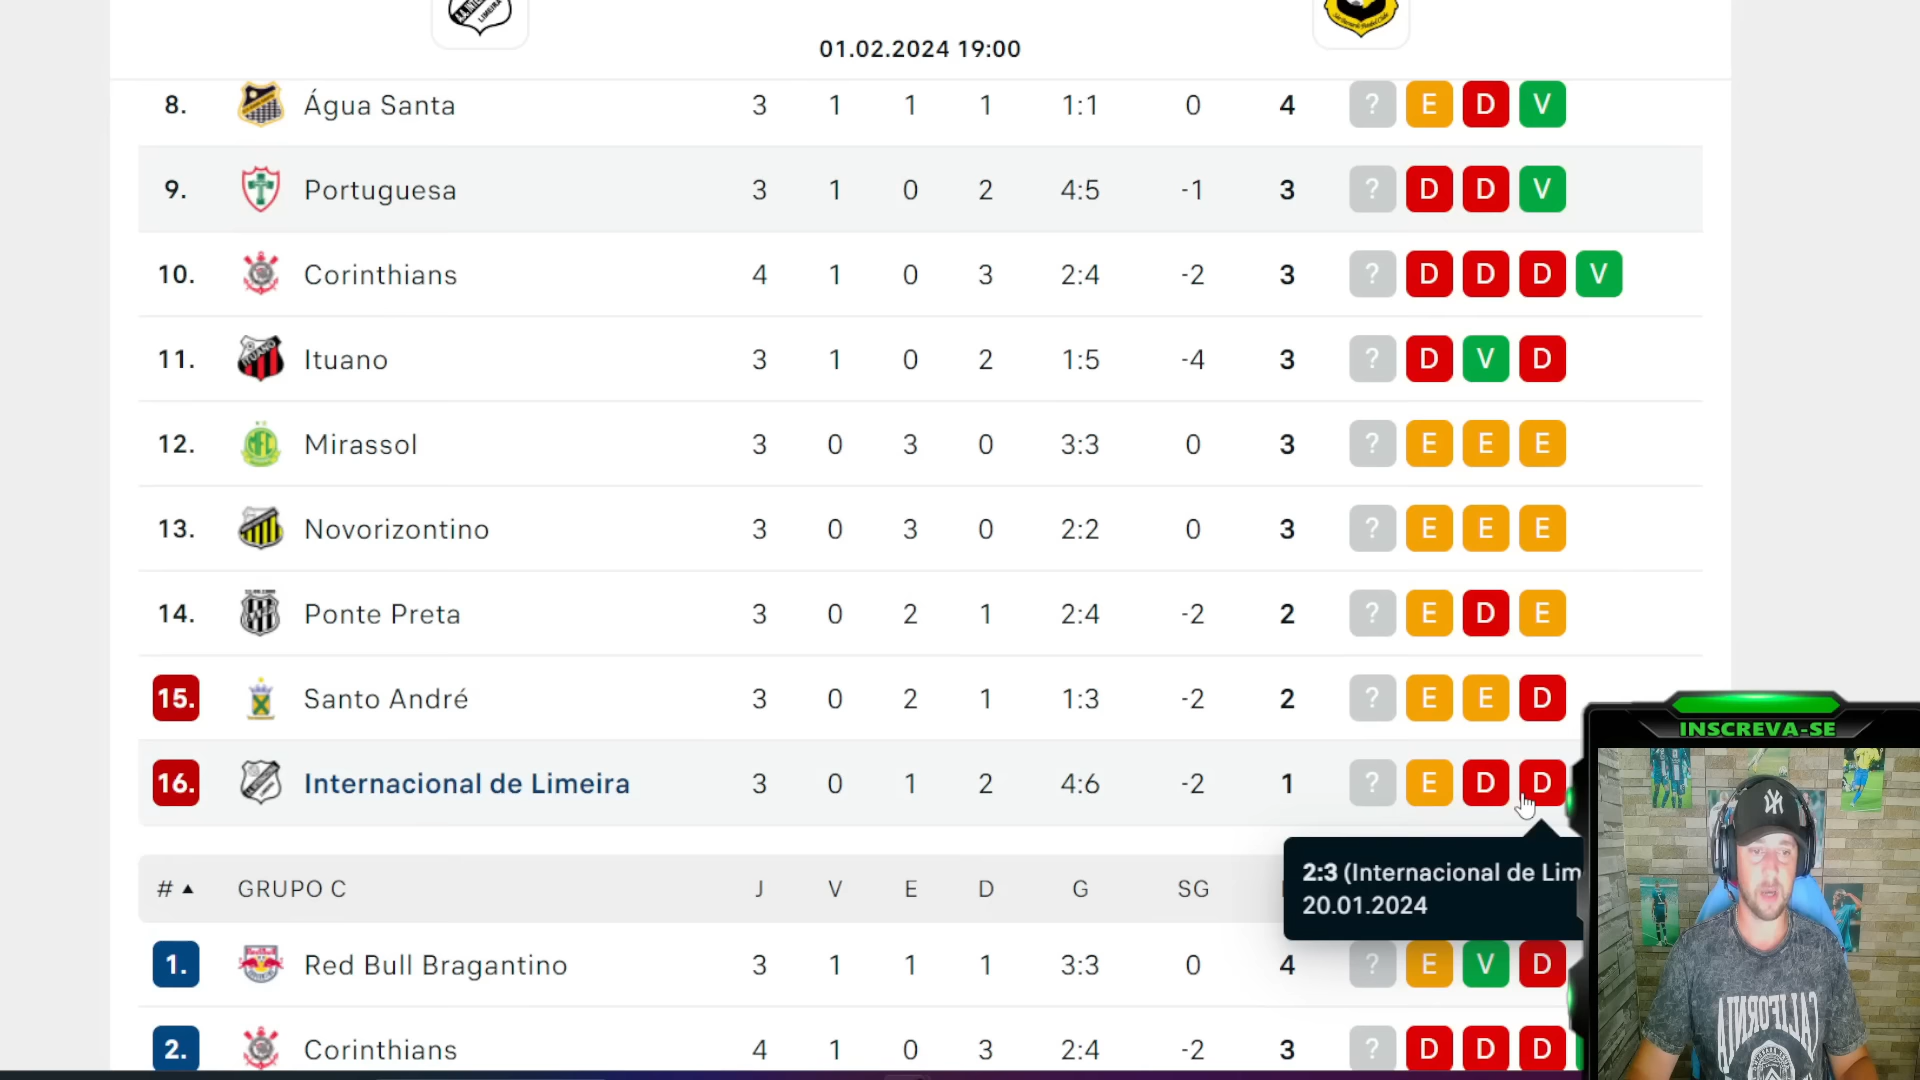 LIMEIRA
01.02.2024 19:00
8. Água Santa 3 1 1 1 1:1 0 4 ? E D V
9. Portuguesa 3 1 0 2 4:5 -1 3 ? D D V
10. Corinthians 4 1 0 3 2:4 -2 3 ? D D D V
11. ITUANO Ituano 3 1 0 2 1:5 -4 3 ? D V D
12. MFC Mirassol 3 0 3 0 3:3 0 3 ? E E E
13. Novorizontino 3 0 3 0 2:2 0 3 ? E E E
14. Ponte Preta 3 0 2 1 2:4 -2 2 ? E D E
15. Santo André 3 0 2 1 1:3 -2 2 ? E E D
INSCREVA-SE
16. Internacional de Limeira 3 0 1 2 4:6 -2 1 ? E D D
2:3 (Internacional de Lim
20.01.2024
# ▲ GRUPO C J V E D G SG
1. Red Bull Bragantino 3 1 1 1 3:3 0 4 ? E V D
2. Corinthians 4 1 0 3 2:4 -2 3 ? D D D
NY
CALIFORNIA